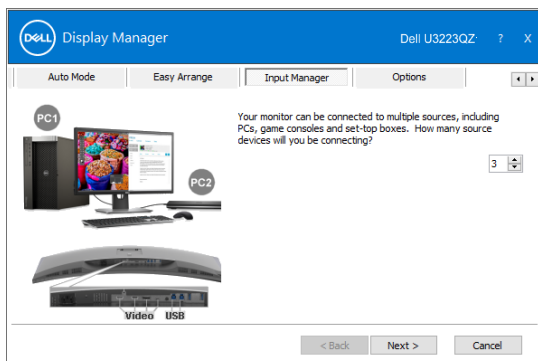 DELL Display Manager
Dell U3223QZ ? X
Auto Mode Easy Arrange Input Manager Options
PC1
PC2
Your monitor can be connected to multiple sources, including
PCs, game consoles and set-top boxes. How many source
devices will you be connecting?
3
Video USB
< Back Next > Cancel